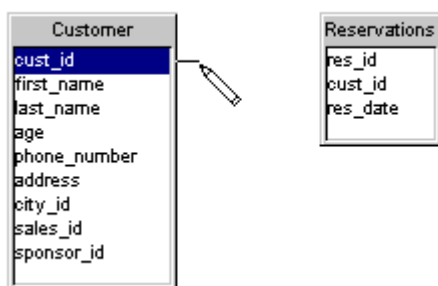 Customer
cust_id
first_name
last_name
age
phone_number
address
city_id
sales_id
sponsor_id
Reservations
res_id
cust_id
res_date